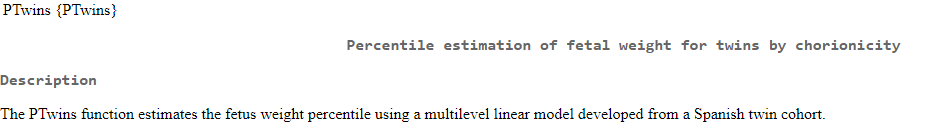 PTwins {PTwins}
Percentile estimation of fetal weight for twins by chorionicity
Description
The PTwins function estimates the fetus weight percentile using a multilevel linear model developed from a Spanish twin cohort.